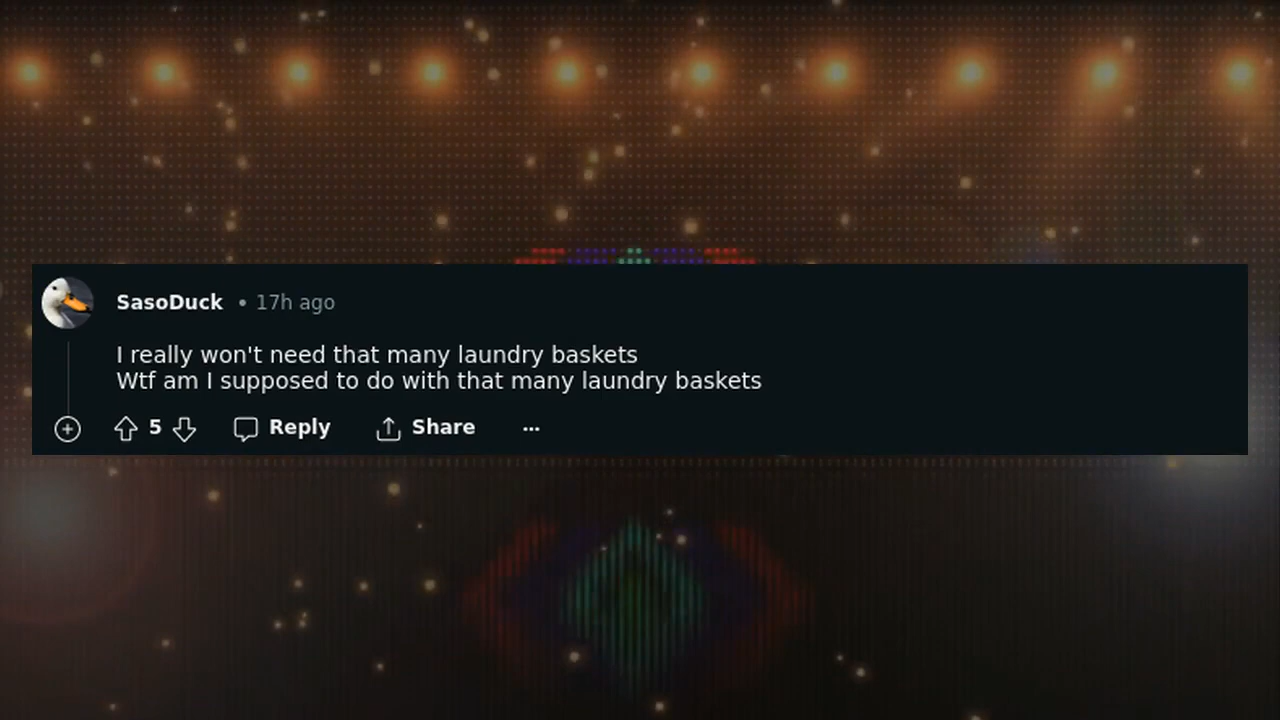 SasoDuck • 17h ago
I really won't need that many laundry baskets
Wtf am I supposed to do with that many laundry baskets
5 Reply Share ...